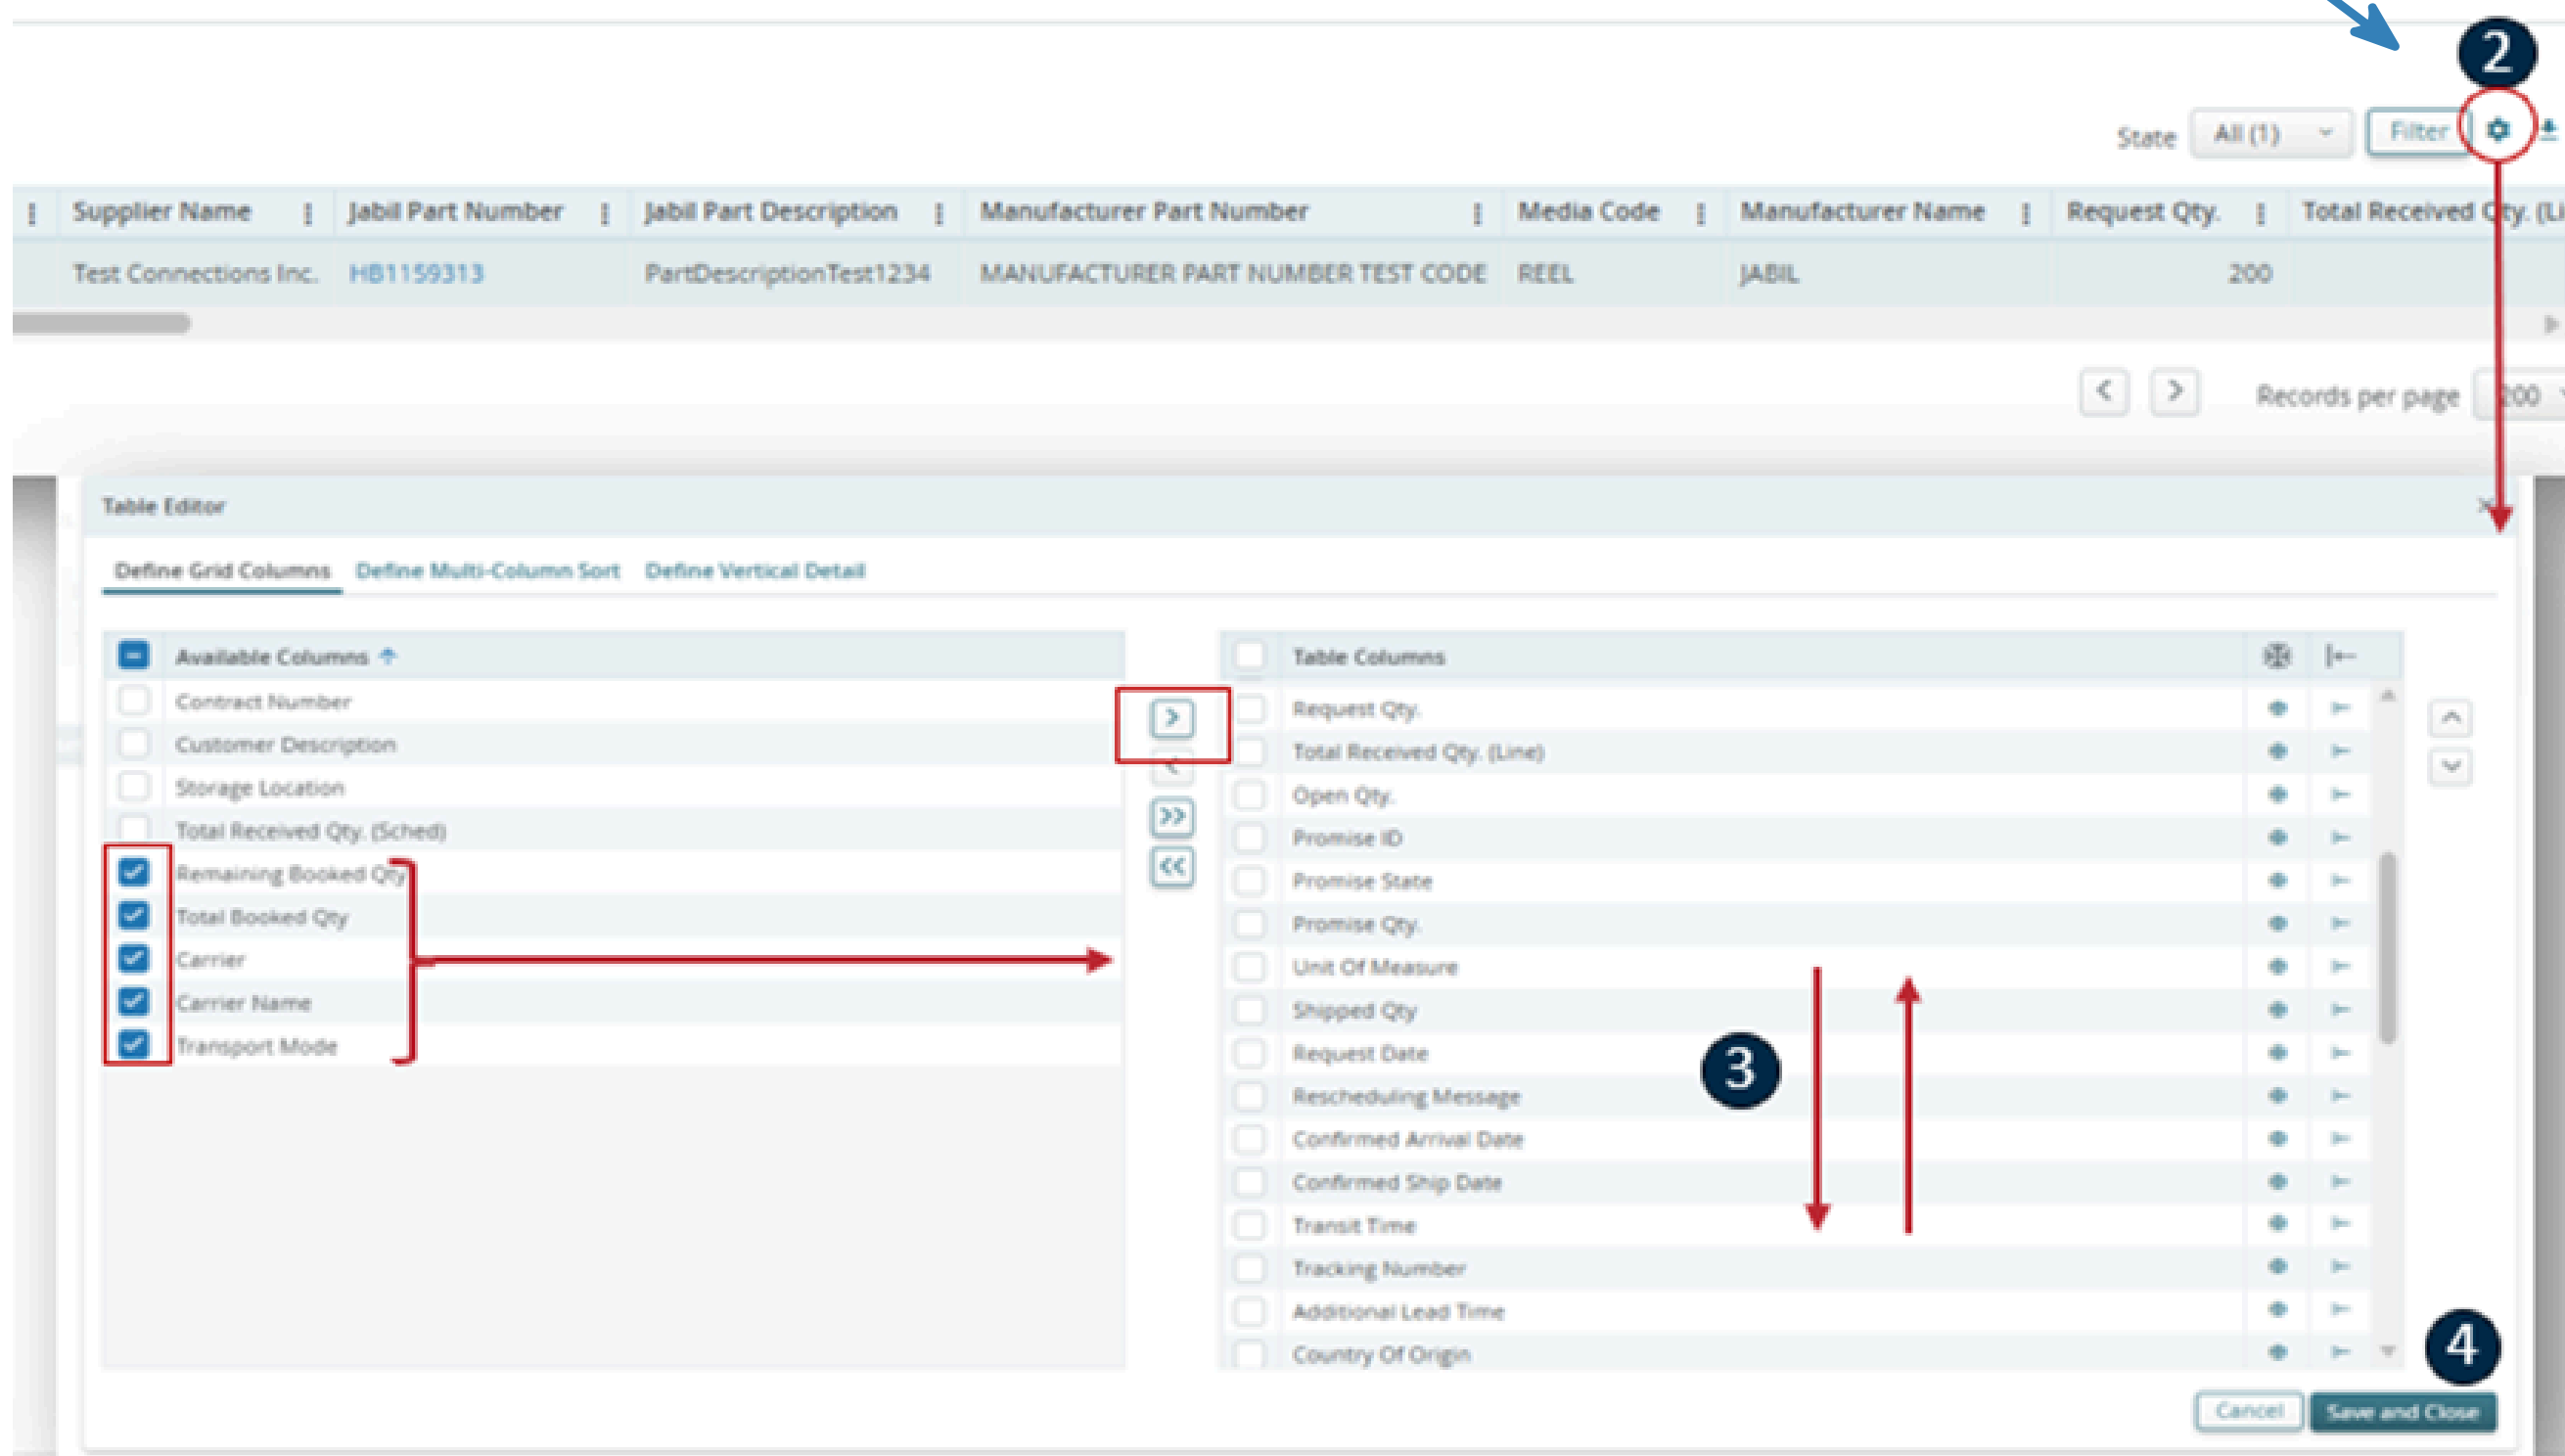 2
State All (1) Filter
Supplier Name Jabil Part Number Jabil Part Description Manufacturer Part Number Media Code Manufacturer Name Request Qty. Total Received Qty. (Li
Test Connections Inc. HB1159313 PartDescriptionTest1234 MANUFACTURER PART NUMBER TEST CODE REEL JABIL 200
< > Records per page 200
Table Editor
Define Grid Columns Define Multi-Column Sort Define Vertical Detail
Available Columns
Contract Number
Customer Description
Storage Location
Total Received Qty. (Sched)
Remaining Booked Qty
Total Booked Qty
Carrier
Carrier Name
Transport Mode
>
<
>>
<<
Table Columns
Request Qty.
Total Received Qty. (Line)
Open Qty.
Promise ID
Promise State
Promise Qty.
Unit Of Measure
Shipped Qty
Request Date
Rescheduling Message
Confirmed Arrival Date
Confirmed Ship Date
Transit Time
Tracking Number
Additional Lead Time
Country Of Origin
3
4
Cancel Save and Close